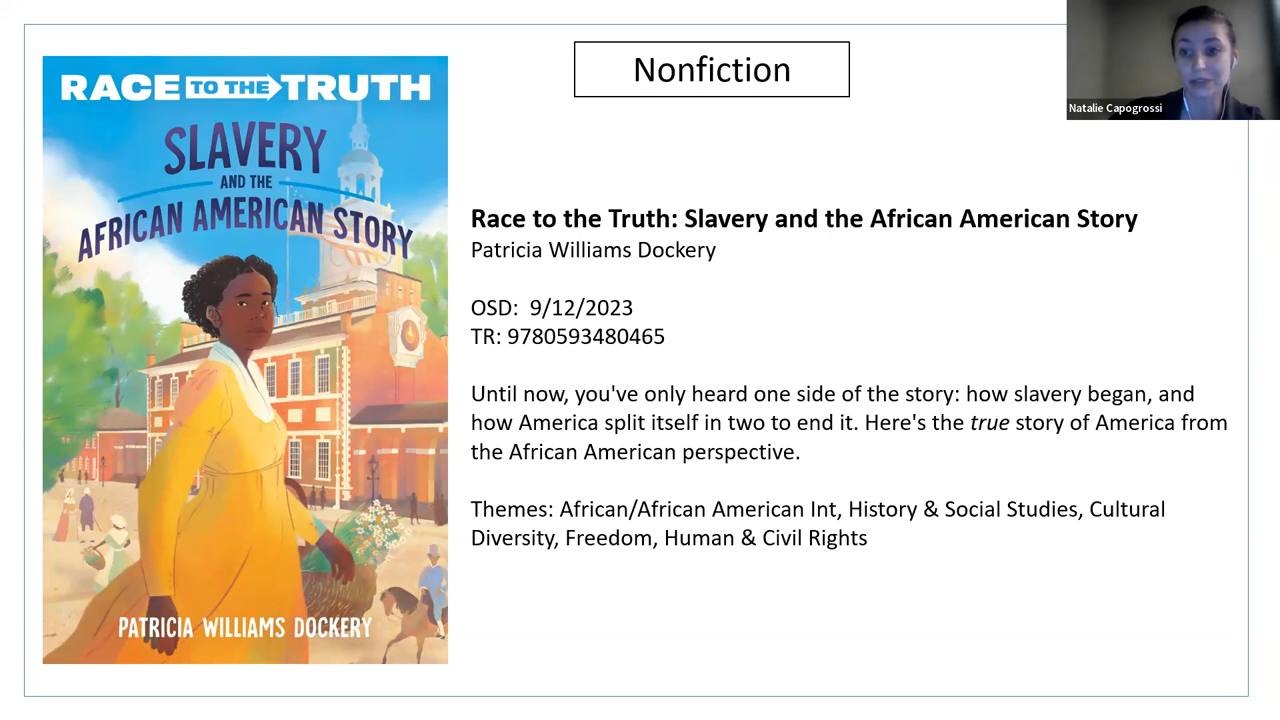 Nonfiction
Natalie Capogrossi
RACE TO THE TRUTH
SLAVERY
AND THE
AFRICAN AMERICAN STORY
PATRICIA WILLIAMS DOCKERY
Race to the Truth: Slavery and the African American Story
Patricia Williams Dockery
OSD:  9/12/2023
TR: 9780593480465
Until now, you've only heard one side of the story: how slavery began, and
how America split itself in two to end it. Here's the true story of America from
the African American perspective.
Themes: African/African American Int, History & Social Studies, Cultural
Diversity, Freedom, Human & Civil Rights